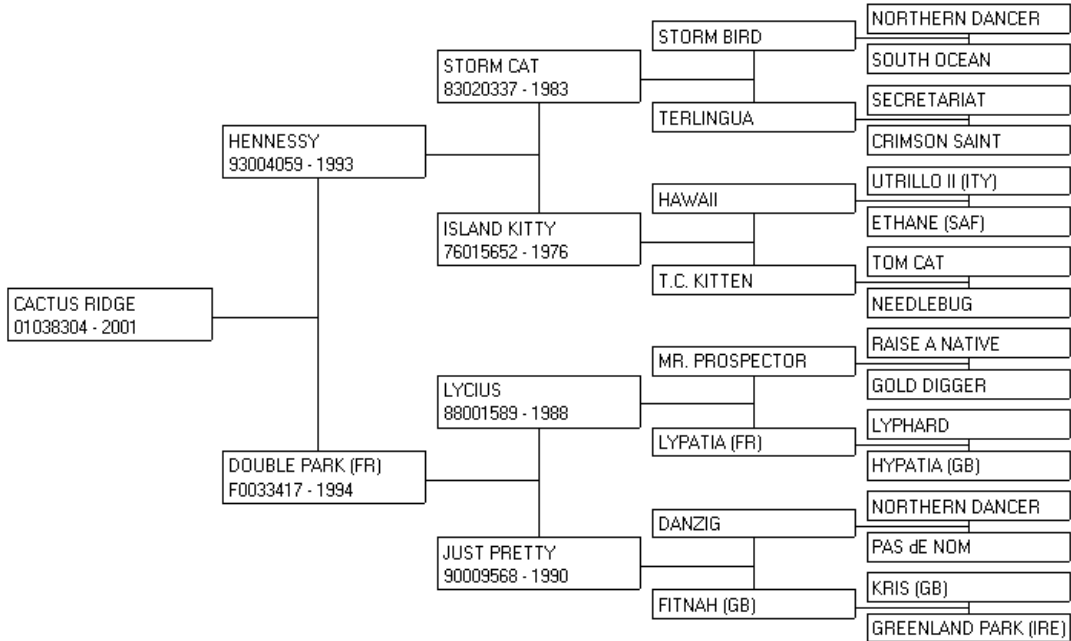 NORTHERN DANCER
STORM BIRD
SOUTH OCEAN
STORM CAT
83020337 - 1983
SECRETARIAT
TERLINGUA
CRIMSON SAINT
HENNESSY
93004059 - 1993
UTRILLO II (ITY)
HAWAII
ETHANE (SAF)
ISLAND KITTY
76015652 - 1976
TOM CAT
T.C. KITTEN
NEEDLEBUG
CACTUS RIDGE
01038304 - 2001
RAISE A NATIVE
MR. PROSPECTOR
GOLD DIGGER
LYCIUS
88001589 - 1988
LYPHARD
LYPATIA (FR)
HYPATIA (GB)
DOUBLE PARK (FR)
F0033417 - 1994
NORTHERN DANCER
DANZIG
PAS dE NOM
JUST PRETTY
90009568 - 1990
KRIS (GB)
FITNAH (GB)
GREENLAND PARK (IRE)